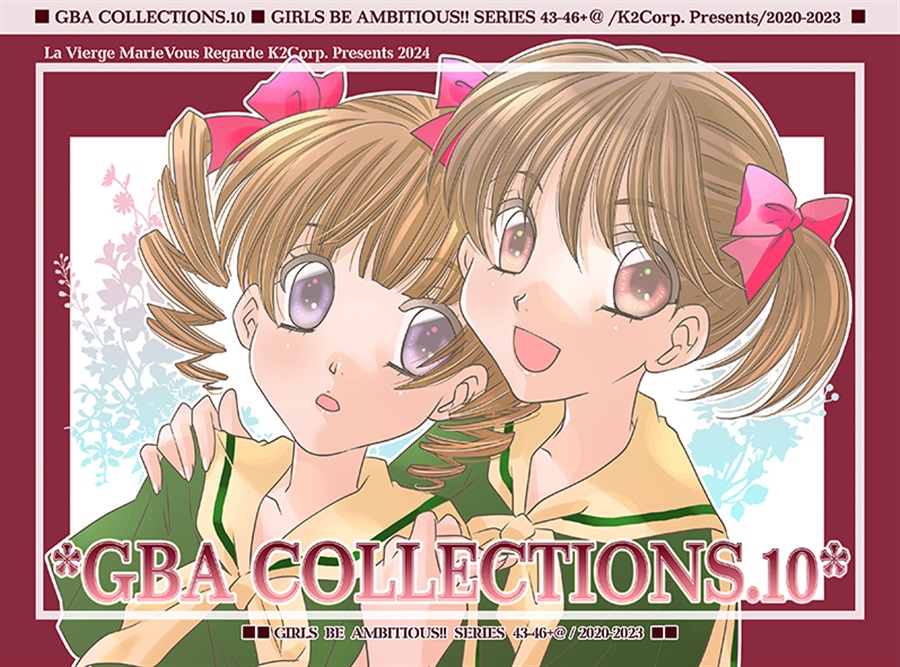 ■ GBA COLLECTIONS.10 ■ GIRLS BE AMBITIOUS!! SERIES 43-46+@ /K2Corp. Presents/2020-2023 ■
La Vierge MarieVous Regarde K2Corp. Presents 2024
*GBA COLLECTIONS.10*
■■ GIRLS BE AMBITIOUS!! SERIES 43-46+@ / 2020-2023 ■■